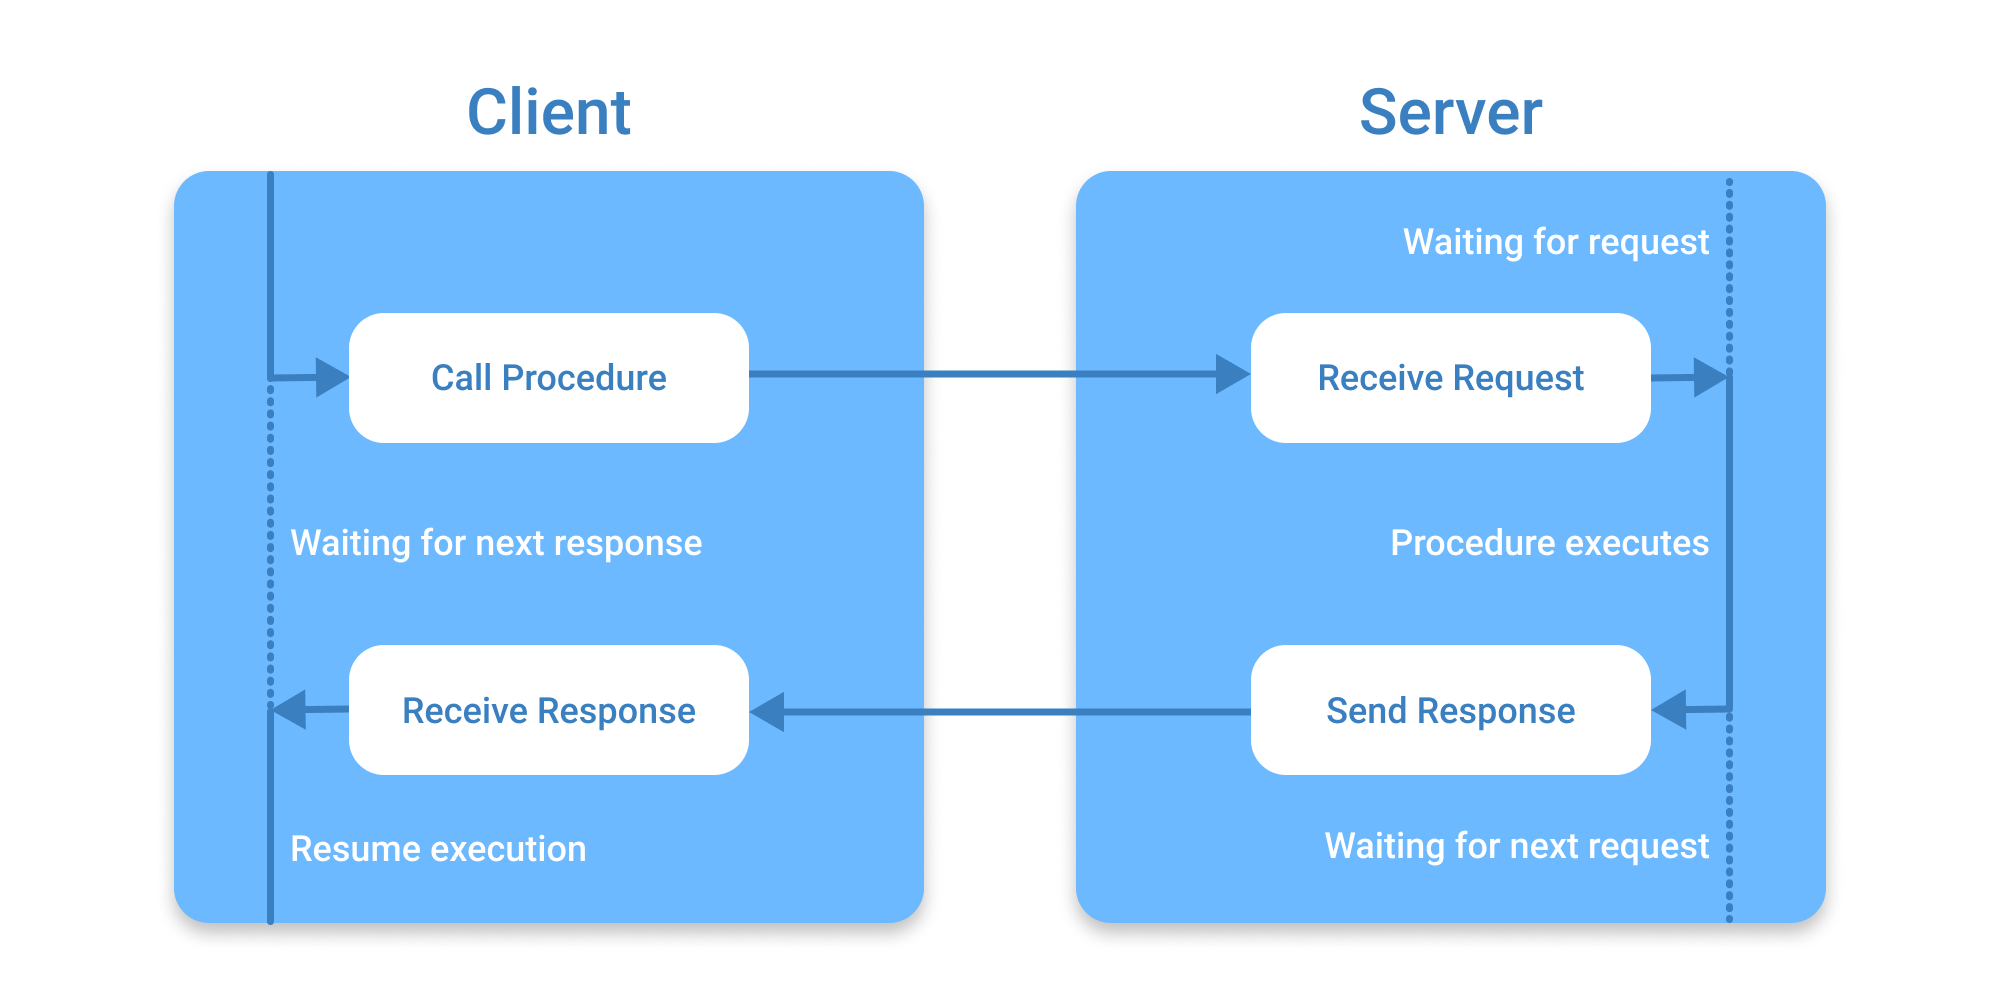 Client
Server
Waiting for request
Call Procedure
Receive Request
Waiting for next response
Procedure executes
Receive Response
Send Response
Resume execution
Waiting for next request